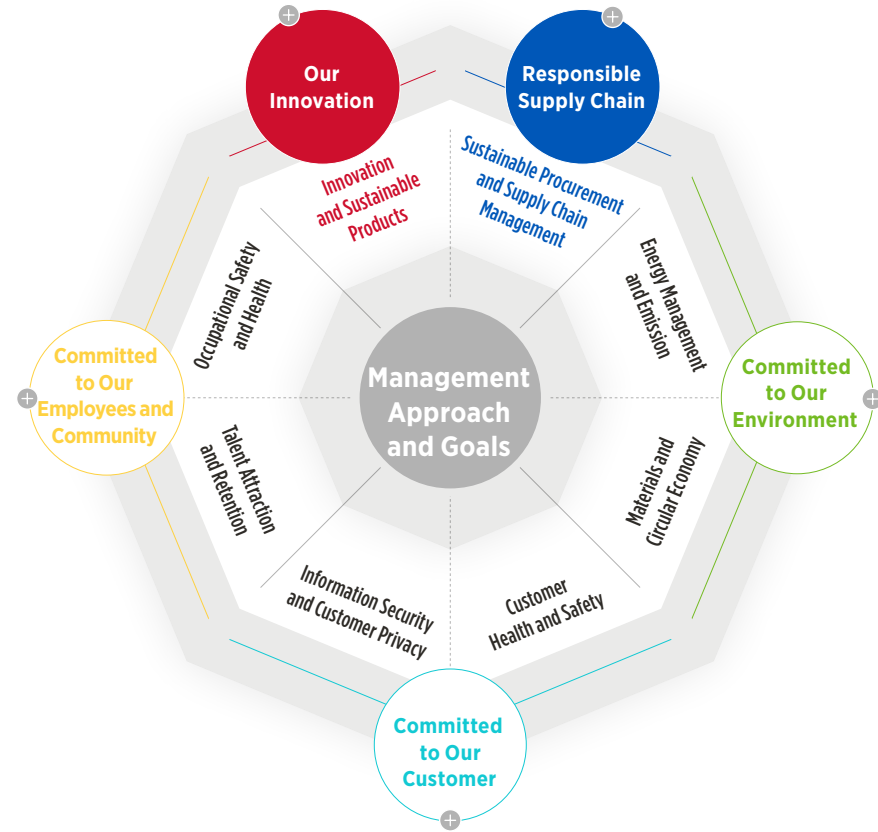 Our
Innovation
Responsible
Supply Chain
Innovation
and Sustainable
Products
Sustainable Procurement
and Supply Chain
Management
Occupational Safety
and Health
Energy Management
and Emission
Committed
to Our
Employees and
Community
Management
Approach
and Goals
Committed
to Our
Environment
Talent Attraction
and Retention
Materials and
Circular Economy
Information Security
and Customer Privacy
Customer
Health and Safety
Committed
to Our
Customer